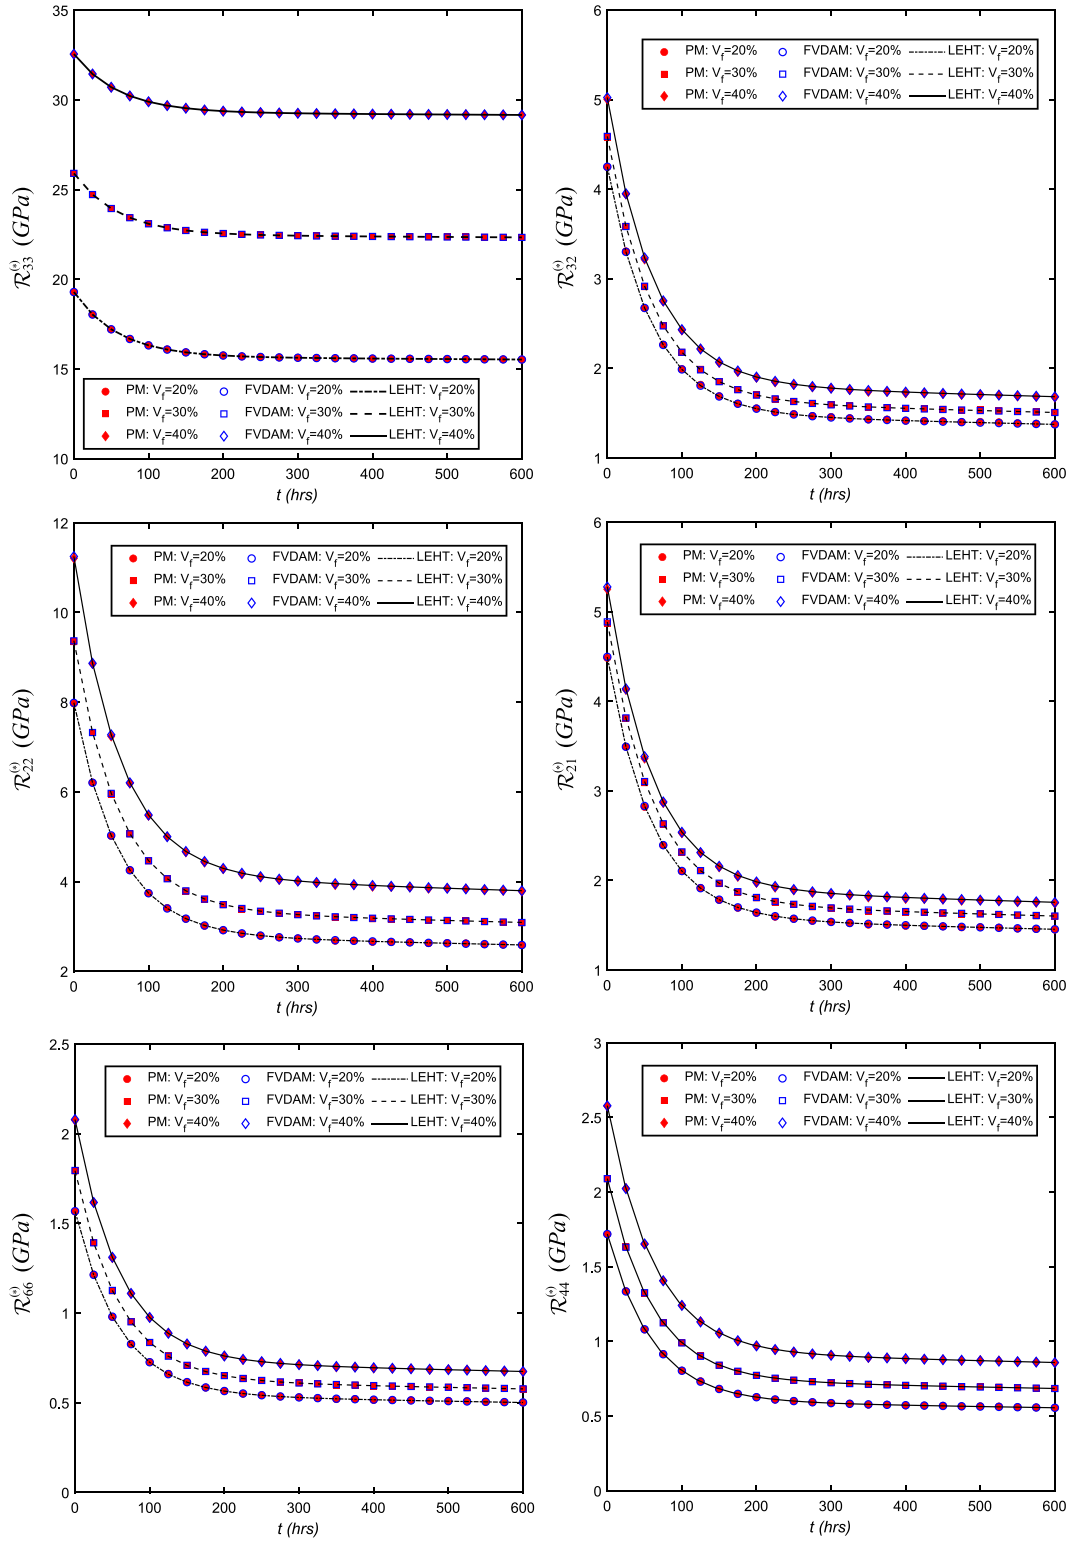 35
30
25
20
15
10
R33^(*) (GPa)
PM: Vf=20% FVDAM: Vf=20% LEHT: Vf=20%
PM: Vf=30% FVDAM: Vf=30% LEHT: Vf=30%
PM: Vf=40% FVDAM: Vf=40% LEHT: Vf=40%
0 100 200 300 400 500 600
t (hrs)
6
5
4
3
2
1
R32^(*) (GPa)
PM: Vf=20% FVDAM: Vf=20% LEHT: Vf=20%
PM: Vf=30% FVDAM: Vf=30% LEHT: Vf=30%
PM: Vf=40% FVDAM: Vf=40% LEHT: Vf=40%
0 100 200 300 400 500 600
t (hrs)
12
10
8
6
4
2
R22^(*) (GPa)
PM: Vf=20% FVDAM: Vf=20% LEHT: Vf=20%
PM: Vf=30% FVDAM: Vf=30% LEHT: Vf=30%
PM: Vf=40% FVDAM: Vf=40% LEHT: Vf=40%
0 100 200 300 400 500 600
t (hrs)
6
5
4
3
2
1
R21^(*) (GPa)
PM: Vf=20% FVDAM: Vf=20% LEHT: Vf=20%
PM: Vf=30% FVDAM: Vf=30% LEHT: Vf=30%
PM: Vf=40% FVDAM: Vf=40% LEHT: Vf=40%
0 100 200 300 400 500 600
t (hrs)
2.5
2
1.5
1
0.5
0
R66^(*) (GPa)
PM: Vf=20% FVDAM: Vf=20% LEHT: Vf=20%
PM: Vf=30% FVDAM: Vf=30% LEHT: Vf=30%
PM: Vf=40% FVDAM: Vf=40% LEHT: Vf=40%
0 100 200 300 400 500 600
t (hrs)
3
2.5
2
1.5
1
0.5
0
R44^(*) (GPa)
PM: Vf=20% FVDAM: Vf=20% LEHT: Vf=20%
PM: Vf=30% FVDAM: Vf=30% LEHT: Vf=30%
PM: Vf=40% FVDAM: Vf=40% LEHT: Vf=40%
0 100 200 300 400 500 600
t (hrs)